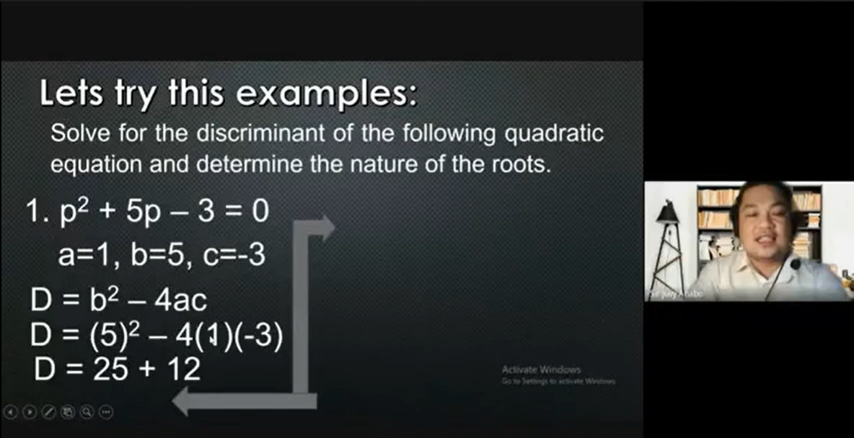 Lets try this examples:
Solve for the discriminant of the following quadratic
equation and determine the nature of the roots.
1. p² + 5p – 3 = 0
a=1, b=5, c=-3
D = b² – 4ac
D = (5)² – 4(1)(-3)
D = 25 + 12
Activate Windows
Go to Settings to activate Windows